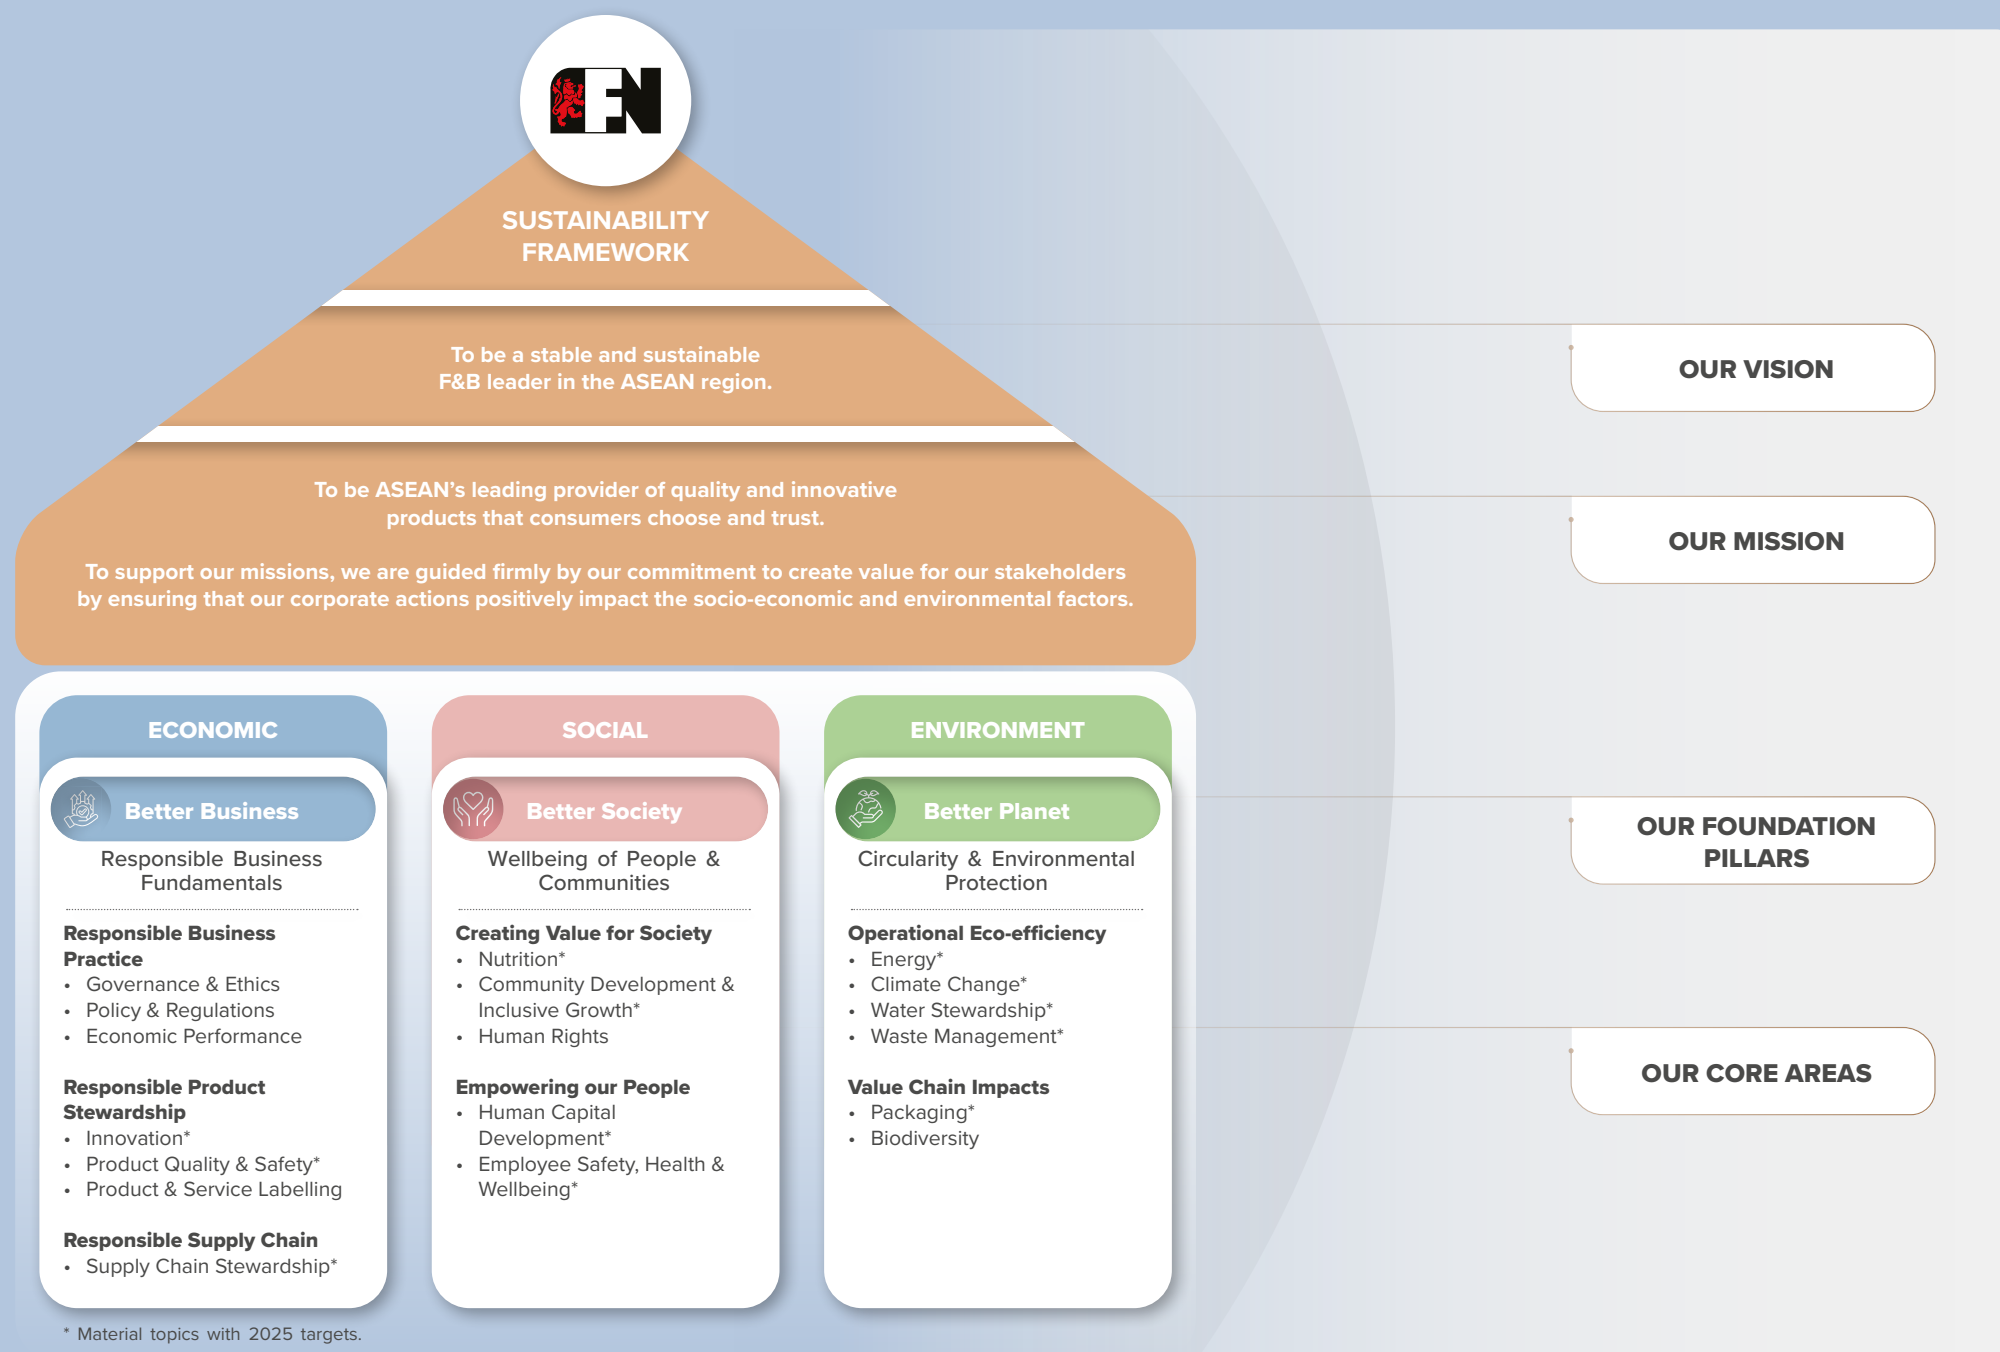 FN
SUSTAINABILITY
FRAMEWORK
To be a stable and sustainable
F&B leader in the ASEAN region.
OUR VISION
To be ASEAN's leading provider of quality and innovative
products that consumers choose and trust.
To support our missions, we are guided firmly by our commitment to create value for our stakeholders
by ensuring that our corporate actions positively impact the socio-economic and environmental factors.
OUR MISSION
ECONOMIC
Better Business
Responsible Business
Fundamentals
Responsible Business
Practice
• Governance & Ethics
• Policy & Regulations
• Economic Performance
Responsible Product
Stewardship
• Innovation*
• Product Quality & Safety*
• Product & Service Labelling
Responsible Supply Chain
• Supply Chain Stewardship*
SOCIAL
Better Society
Wellbeing of People &
Communities
Creating Value for Society
• Nutrition*
• Community Development &
Inclusive Growth*
• Human Rights
Empowering our People
• Human Capital
Development*
• Employee Safety, Health &
Wellbeing*
ENVIRONMENT
Better Planet
Circularity & Environmental
Protection
Operational Eco-efficiency
• Energy*
• Climate Change*
• Water Stewardship*
• Waste Management*
Value Chain Impacts
• Packaging*
• Biodiversity
OUR FOUNDATION
PILLARS
OUR CORE AREAS
* Material topics with 2025 targets.